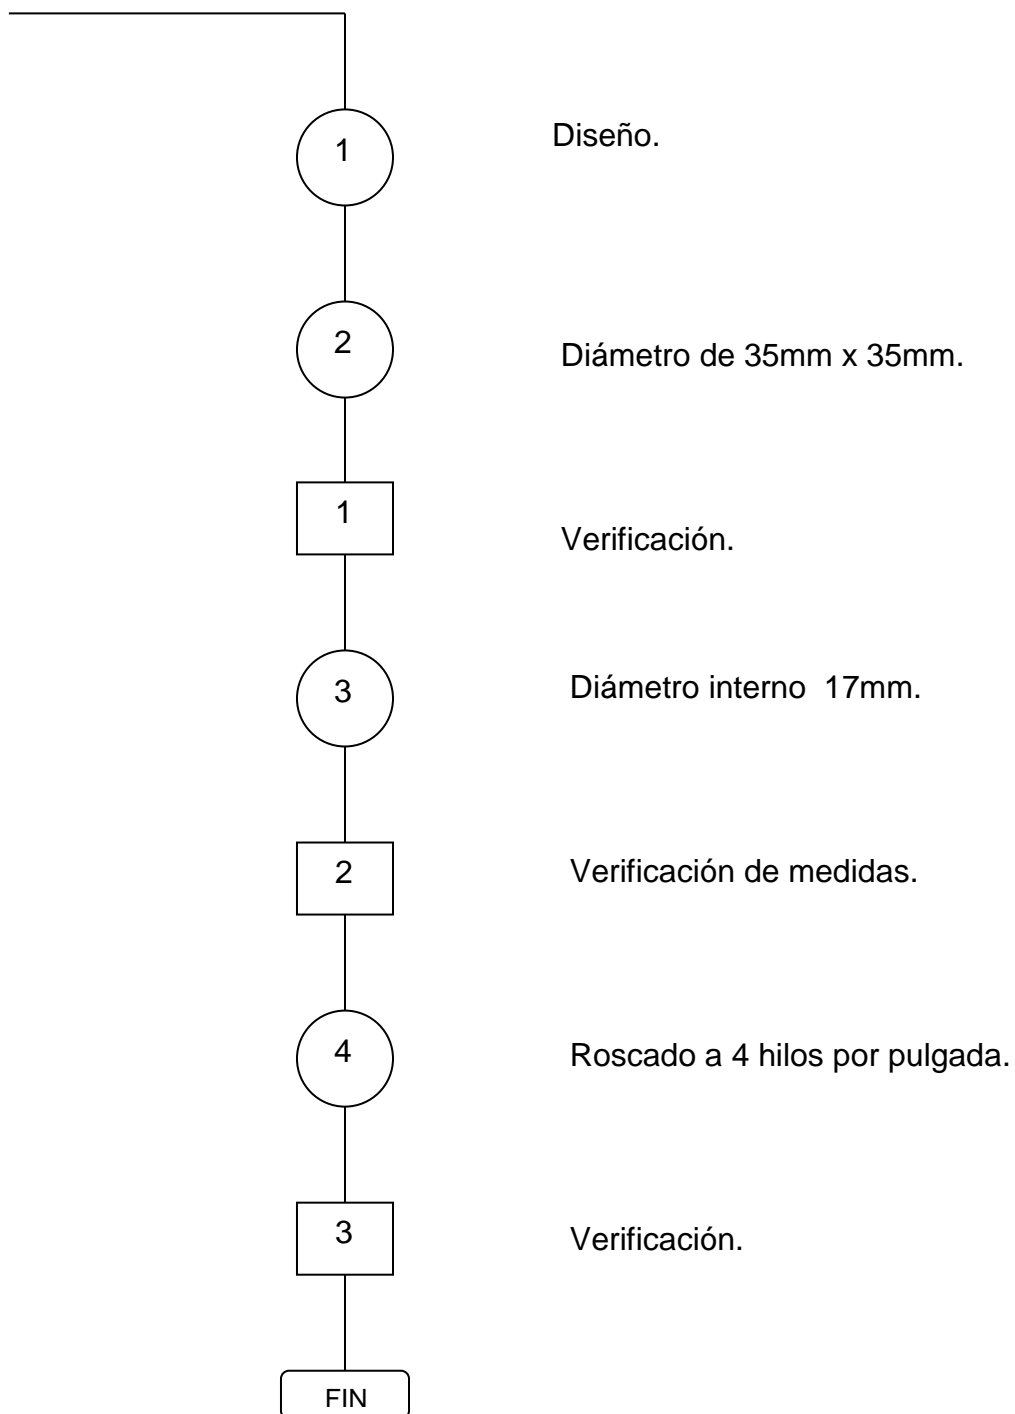 1
Diseño.
2
Diámetro de 35mm x 35mm.
1
Verificación.
3
Diámetro interno  17mm.
2
Verificación de medidas.
4
Roscado a 4 hilos por pulgada.
3
Verificación.
FIN